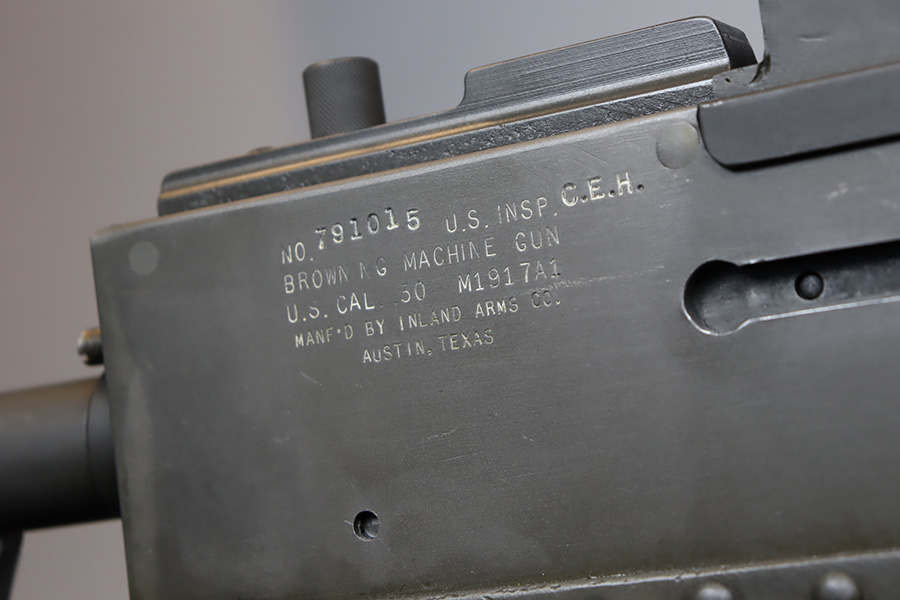 NO. 791015 U.S. INSP. C.E.H.
BROWNING MACHINE GUN
U.S. CAL. .30 M1917A1
MANF'D BY INLAND ARMS CO.
AUSTIN, TEXAS